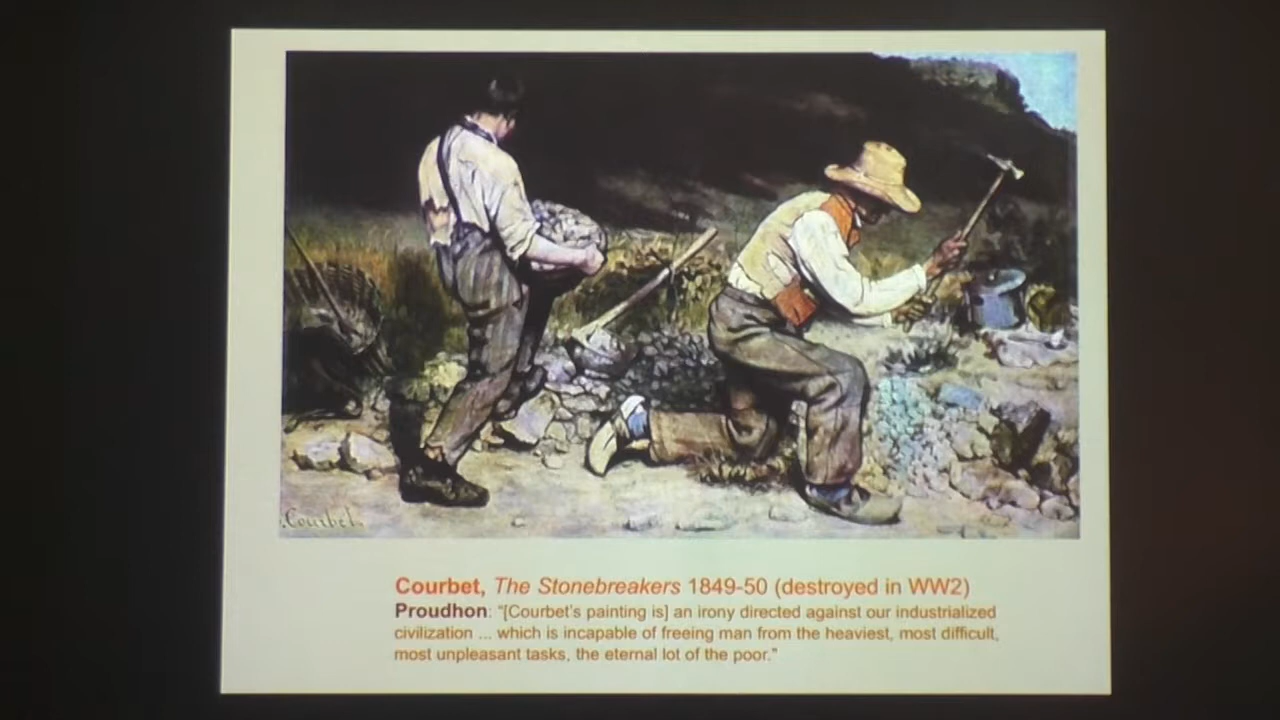 .Courbet.
Courbet, The Stonebreakers 1849-50 (destroyed in WW2)
Proudhon: "[Courbet's painting is] an irony directed against our industrialized
civilization ... which is incapable of freeing man from the heaviest, most difficult,
most unpleasant tasks, the eternal lot of the poor."